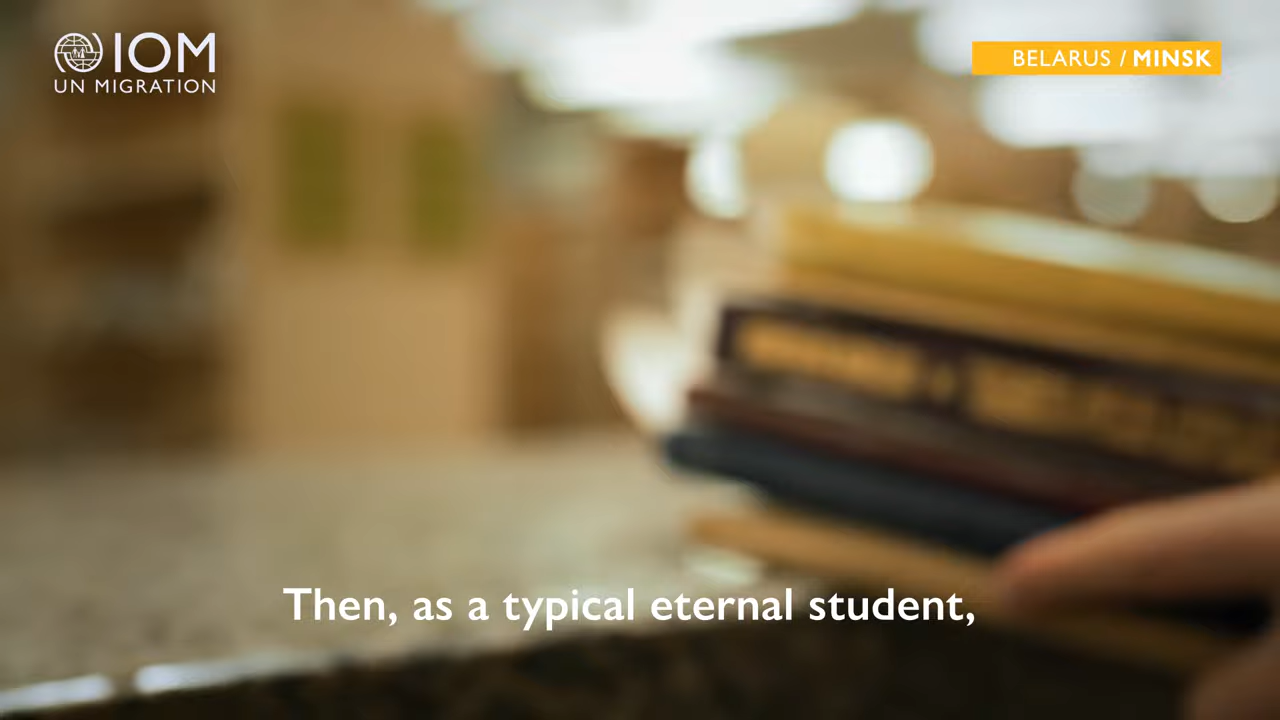 IOM
UN MIGRATION
BELARUS / MINSK
Then, as a typical eternal student,